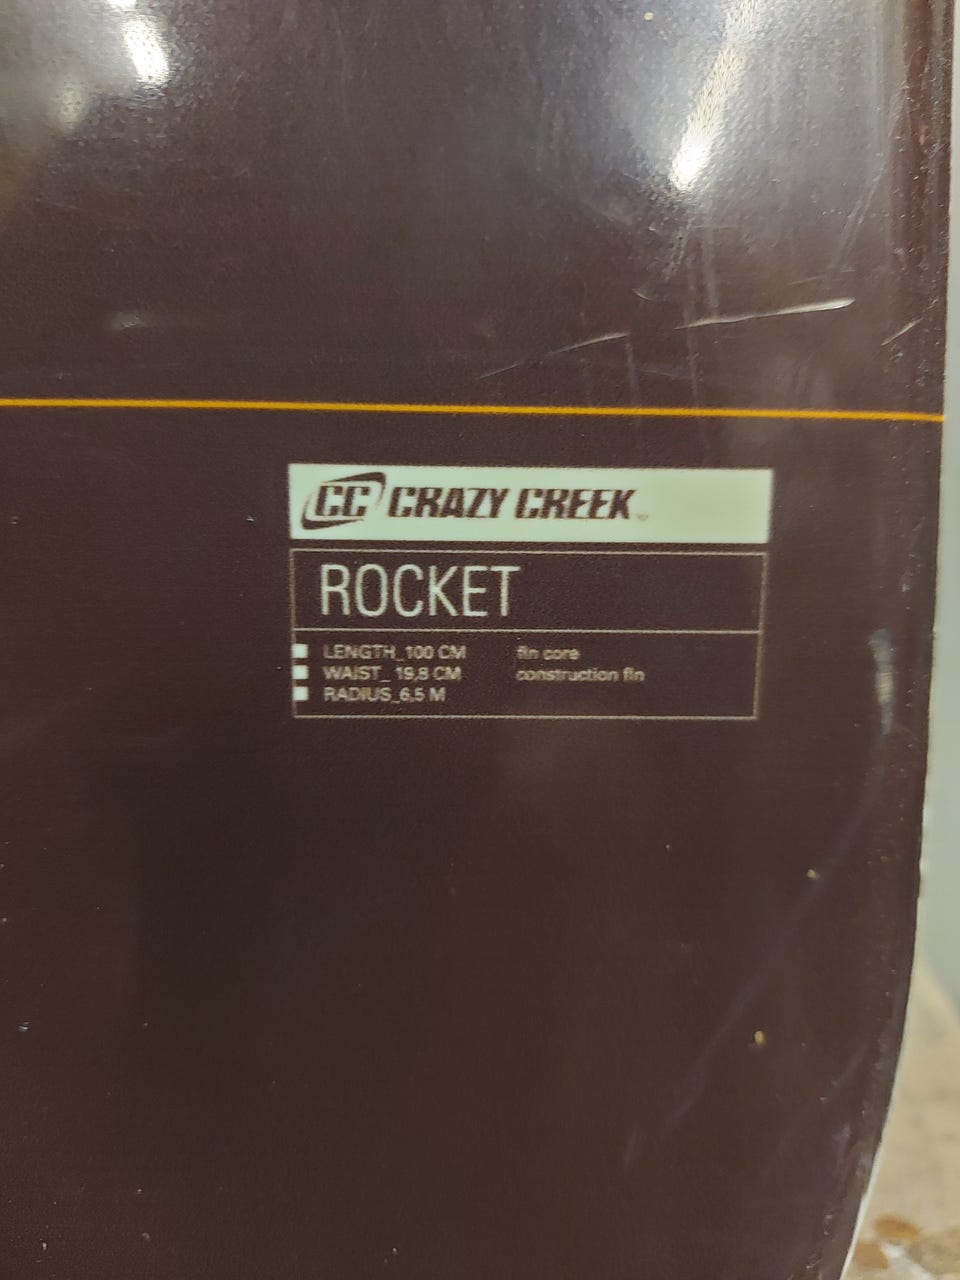 CC CRAZY CREEK
ROCKET
LENGTH_100 CM fin core
WAIST_ 19,8 CM construction fin
RADIUS_6,5 M